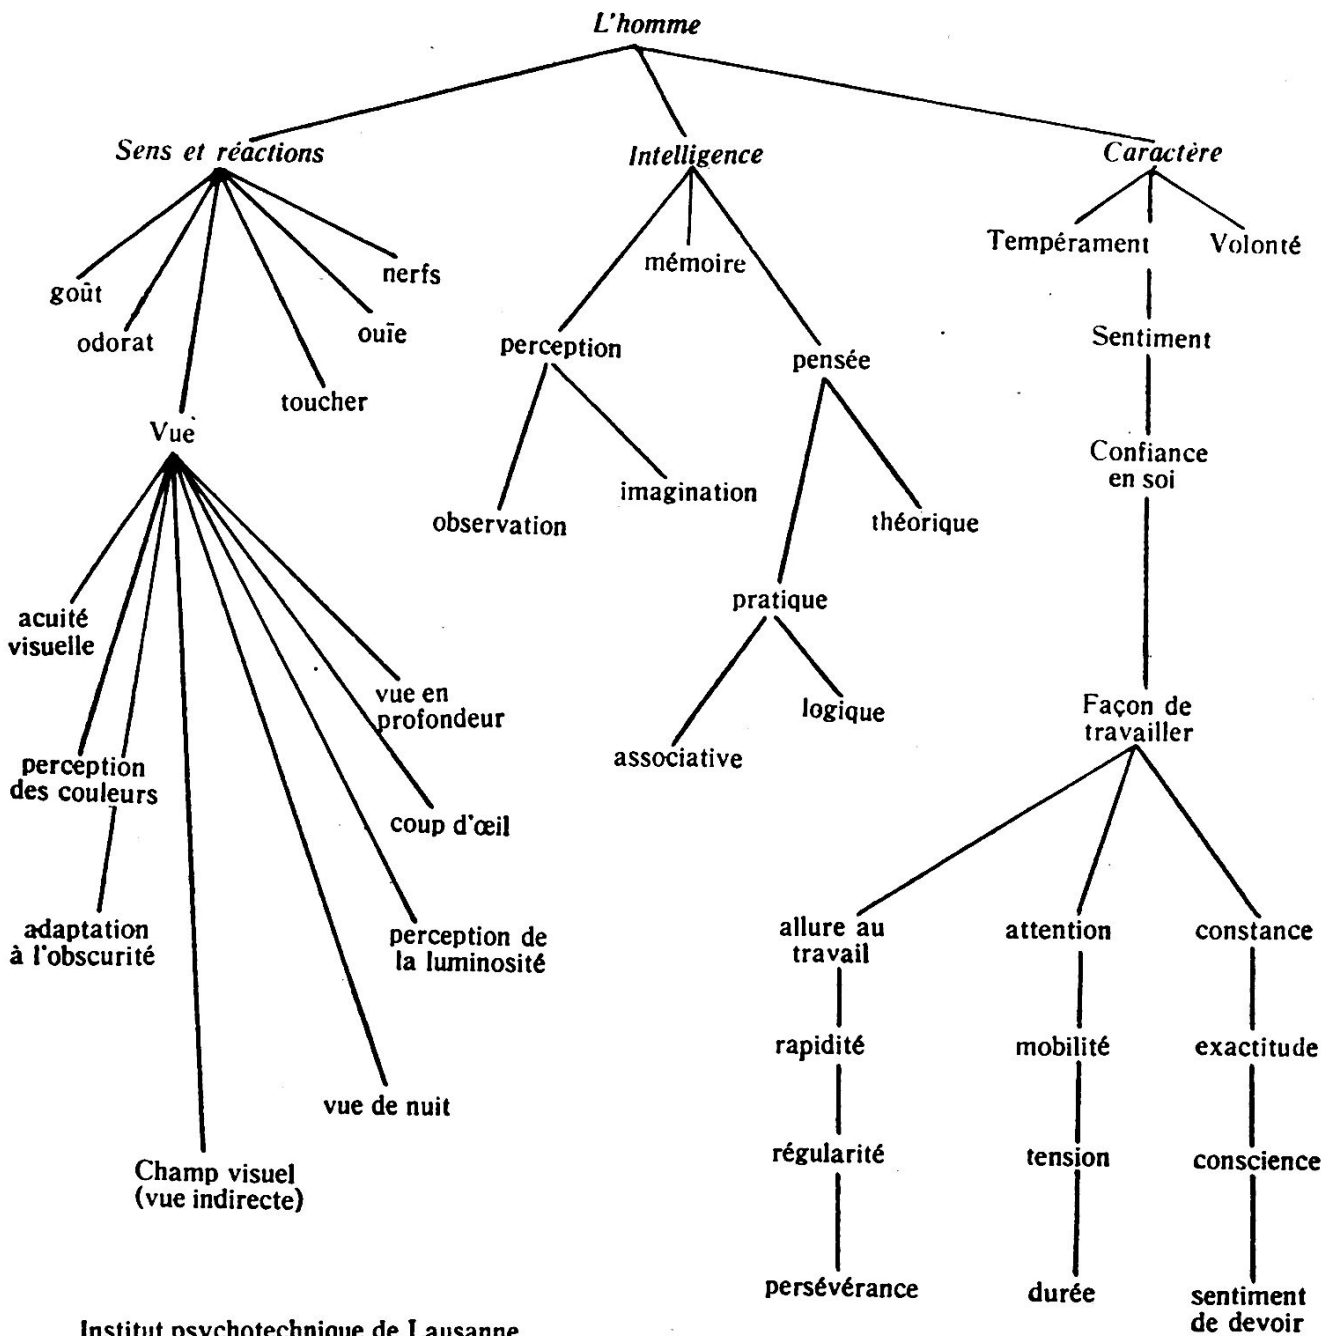 L'homme
Sens et réactions
Intelligence
Caractère
goût
odorat
Vue
toucher
ouïe
nerfs
acuité
visuelle
perception
des couleurs
adaptation
à l'obscurité
Champ visuel
(vue indirecte)
vue de nuit
perception de
la luminosité
coup d'œil
vue en
profondeur
perception
mémoire
pensée
observation
imagination
pratique
théorique
associative
logique
Tempérament
Volonté
Sentiment
Confiance
en soi
Façon de
travailler
allure au
travail
rapidité
régularité
persévérance
attention
mobilité
tension
durée
constance
exactitude
conscience
sentiment
de devoir
Institut psychotechnique de Lausanne